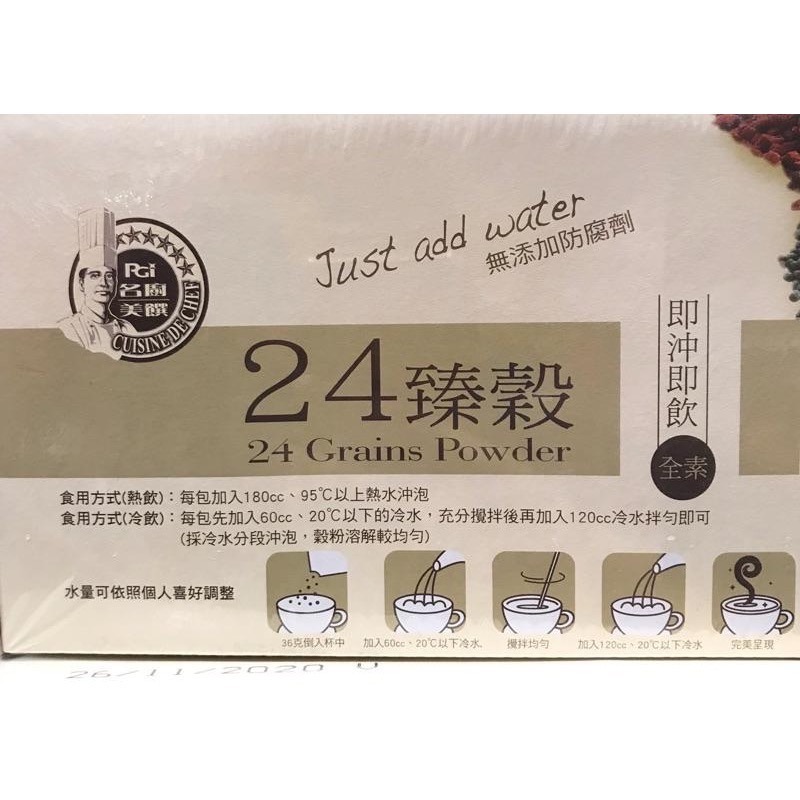 Just add water
無添加防腐劑
PGI
名廚
美饌
CUISINE DE CHEF
24臻穀
24 Grains Powder
即沖即飲
全素
食用方式(熱飲)：每包加入180cc、95℃以上熱水沖泡
食用方式(冷飲)：每包先加入60cc、20℃以下的冷水，充分攪拌後再加入120cc冷水拌勻即可
(採冷水分段沖泡，穀粉溶解較均勻)
水量可依照個人喜好調整
36克倒入杯中
加入60cc、20℃以下冷水.
攪拌均勻
加入120cc、20℃以下冷水
完美呈現
26/11/2020 U